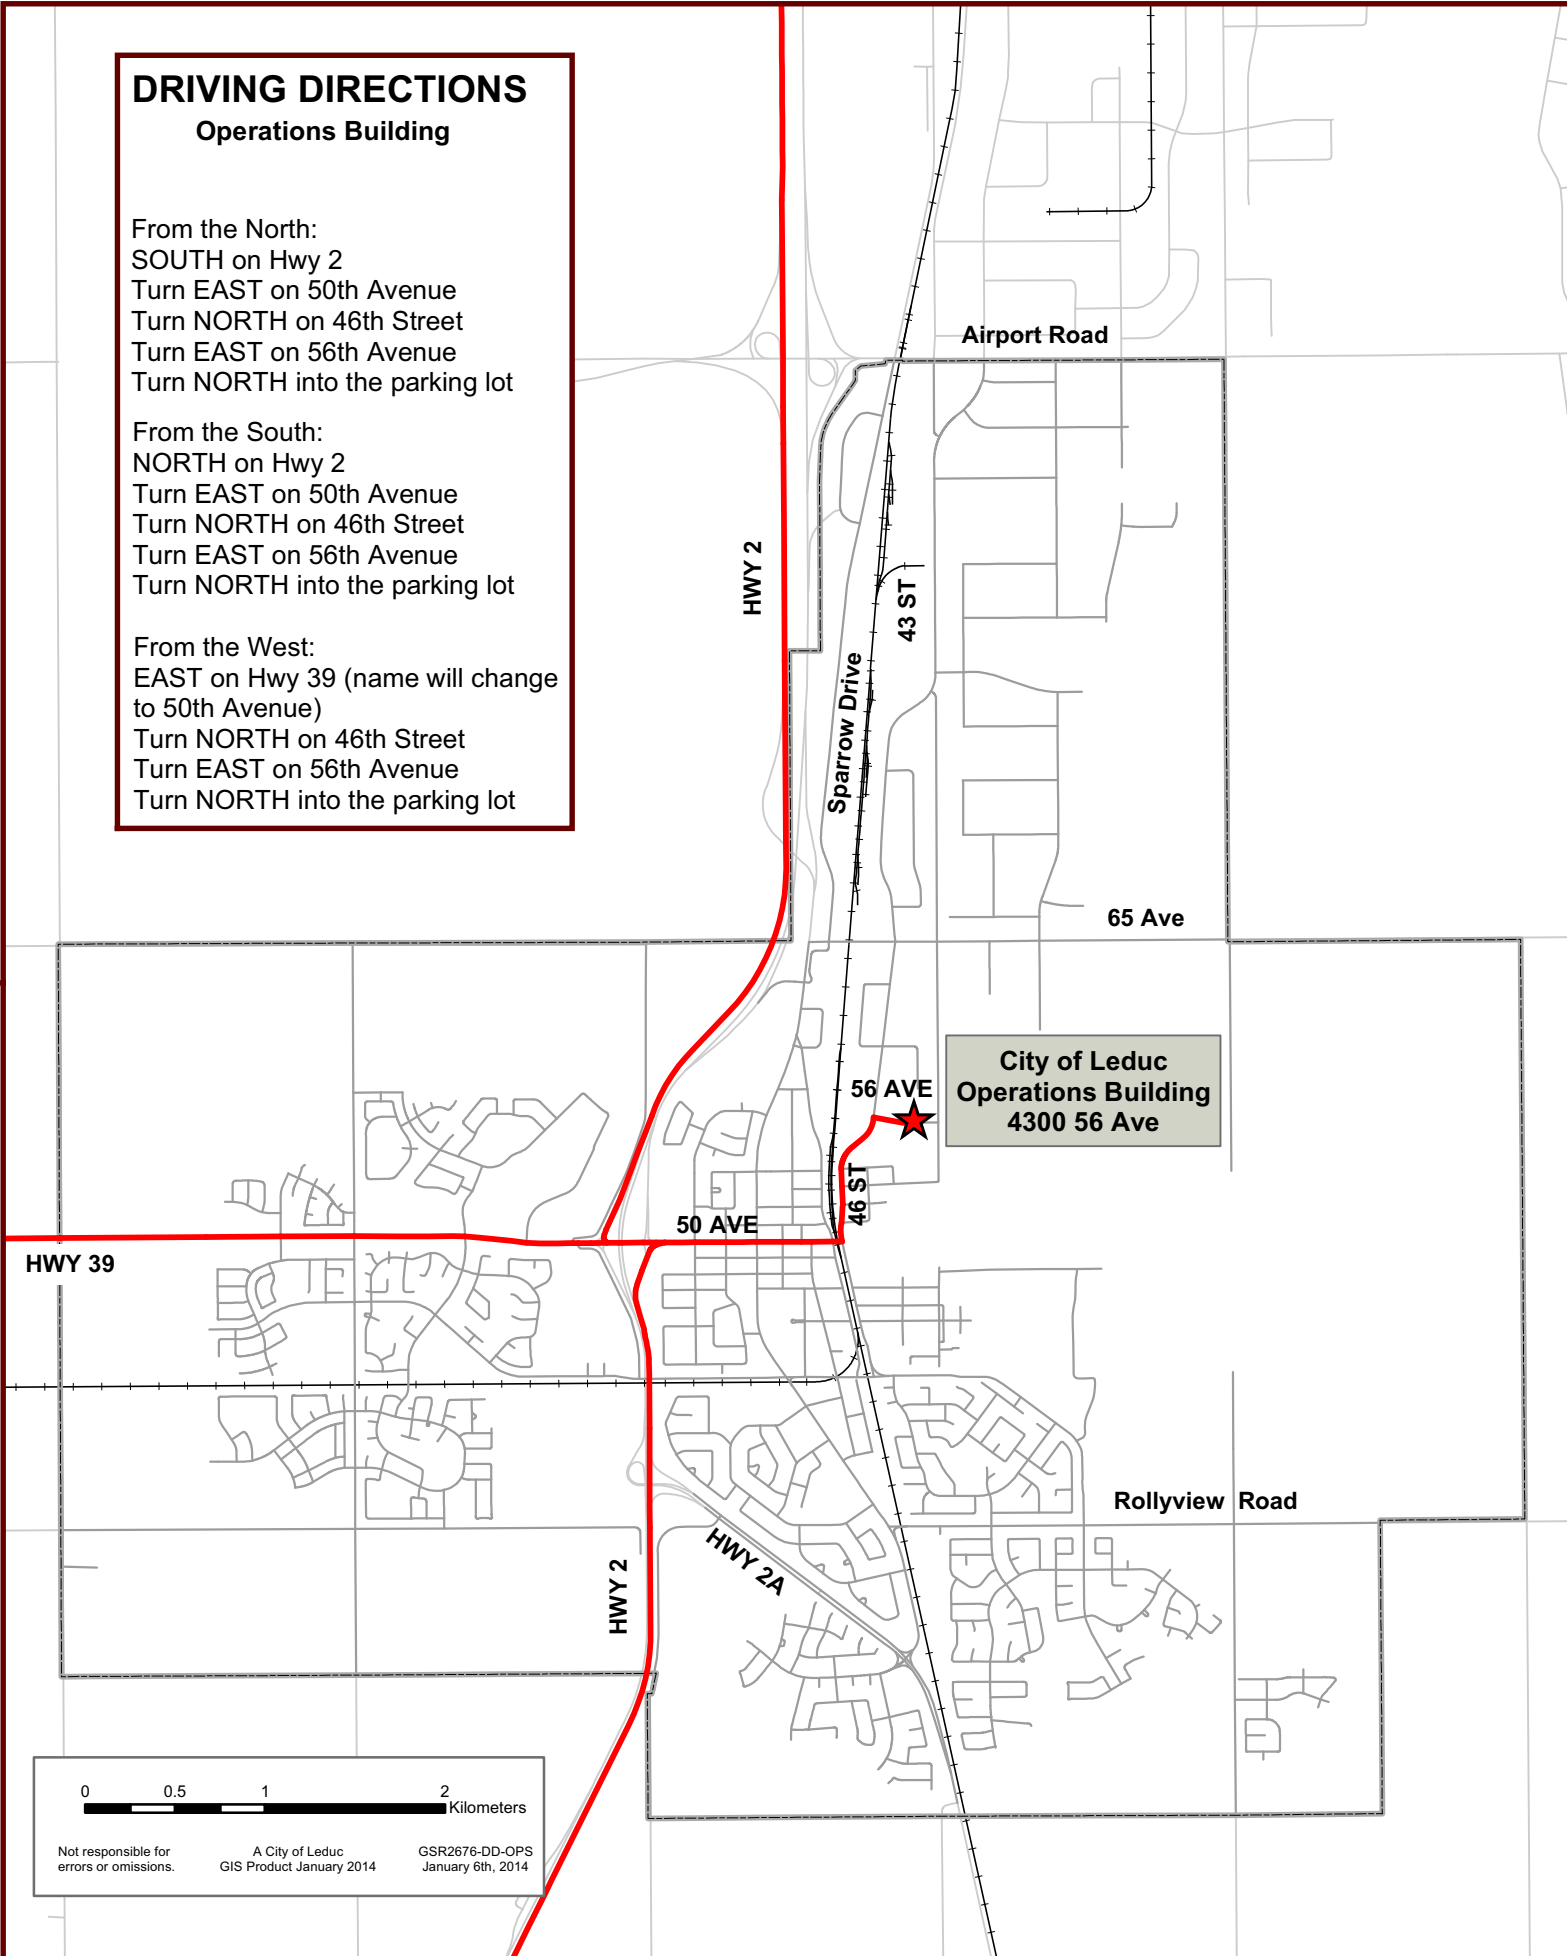 DRIVING DIRECTIONS
Operations Building
From the North:
SOUTH on Hwy 2
Turn EAST on 50th Avenue
Turn NORTH on 46th Street
Turn EAST on 56th Avenue
Turn NORTH into the parking lot
From the South:
NORTH on Hwy 2
Turn EAST on 50th Avenue
Turn NORTH on 46th Street
Turn EAST on 56th Avenue
Turn NORTH into the parking lot
From the West:
EAST on Hwy 39 (name will change
to 50th Avenue)
Turn NORTH on 46th Street
Turn EAST on 56th Avenue
Turn NORTH into the parking lot
Airport Road
HWY 2
43 ST
Sparrow Drive
65 Ave
City of Leduc
Operations Building
4300 56 Ave
56 AVE
46 ST
50 AVE
HWY 39
Rollyview Road
HWY 2A
HWY 2
0 0.5 1 2
Kilometers
Not responsible for
errors or omissions.
A City of Leduc
GIS Product January 2014
GSR2676-DD-OPS
January 6th, 2014